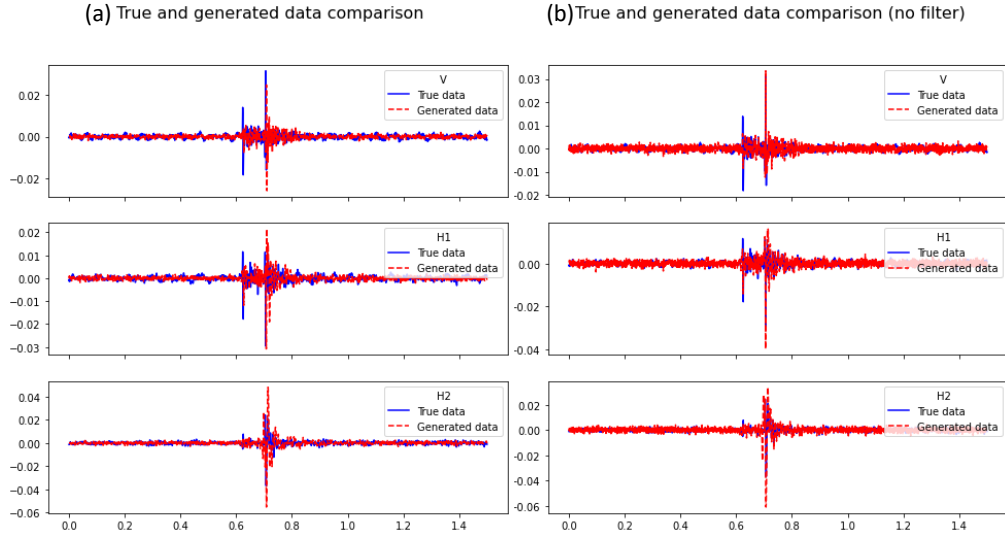 (a) True and generated data comparison
V
True data
Generated data
0.02
0.00
−0.02
H1
True data
Generated data
0.02
0.01
0.00
−0.01
−0.02
−0.03
H2
True data
Generated data
0.04
0.02
0.00
−0.02
−0.04
−0.06
0.0 0.2 0.4 0.6 0.8 1.0 1.2 1.4
(b) True and generated data comparison (no filter)
V
True data
Generated data
0.03
0.02
0.01
0.00
−0.01
−0.02
H1
True data
Generated data
0.02
0.00
−0.02
−0.04
H2
True data
Generated data
0.02
0.00
−0.02
−0.04
−0.06
0.0 0.2 0.4 0.6 0.8 1.0 1.2 1.4